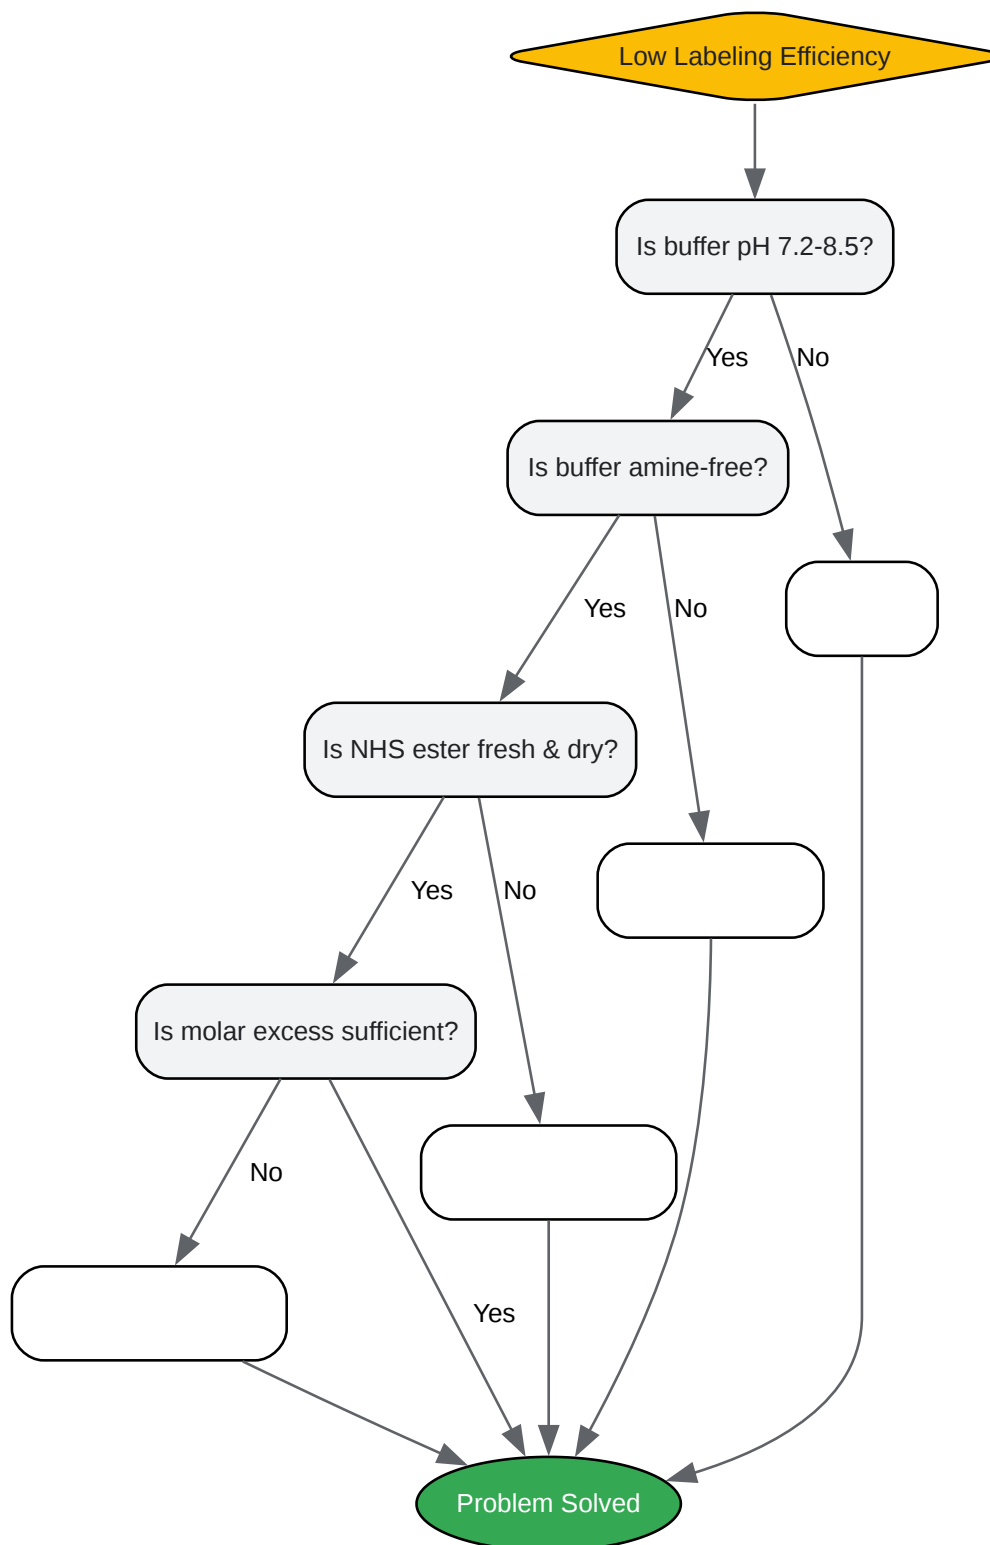 Low Labeling Efficiency
Is buffer pH 7.2-8.5?
Yes
No
Is buffer amine-free?
Yes
No
Is NHS ester fresh & dry?
Yes
No
Is molar excess sufficient?
No
Yes
Problem Solved